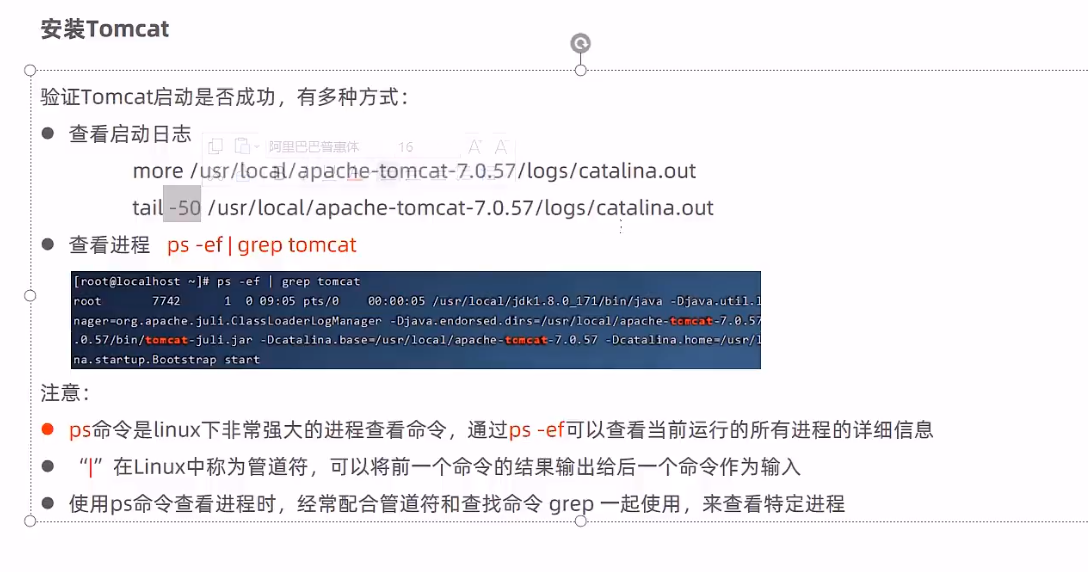 安装Tomcat
验证Tomcat启动是否成功，有多种方式：
● 查看启动日志
阿里巴巴普惠体 16
more /usr/local/apache-tomcat-7.0.57/logs/catalina.out
tail -50 /usr/local/apache-tomcat-7.0.57/logs/catalina.out
● 查看进程 ps -ef | grep tomcat
[root@localhost ~]# ps -ef | grep tomcat
root 7742 1 0 09:05 pts/0 00:00:05 /usr/local/jdk1.8.0_171/bin/java -Djava.util.l
nager=org.apache.juli.ClassLoaderLogManager -Djava.endorsed.dirs=/usr/local/apache-tomcat-7.0.57
.0.57/bin/tomcat-juli.jar -Dcatalina.base=/usr/local/apache-tomcat-7.0.57 -Dcatalina.home=/usr/l
na.startup.Bootstrap start
注意：
● ps命令是linux下非常强大的进程查看命令，通过ps -ef可以查看当前运行的所有进程的详细信息
● “|” 在Linux中称为管道符，可以将前一个命令的结果输出给后一个命令作为输入
● 使用ps命令查看进程时，经常配合管道符和查找命令 grep 一起使用，来查看特定进程